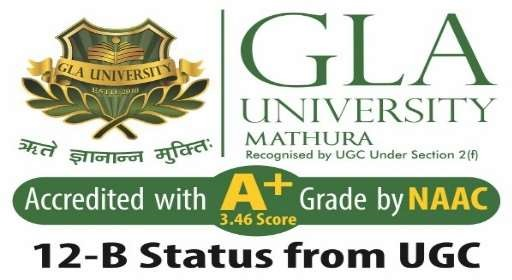 GLA UNIVERSITY
ESTD 2010
ऋते ज्ञानान्न मुक्तिः
GLA
UNIVERSITY
MATHURA
Recognised by UGC Under Section 2(f)
Accredited with A+ Grade by NAAC
3.46 Score
12-B Status from UGC